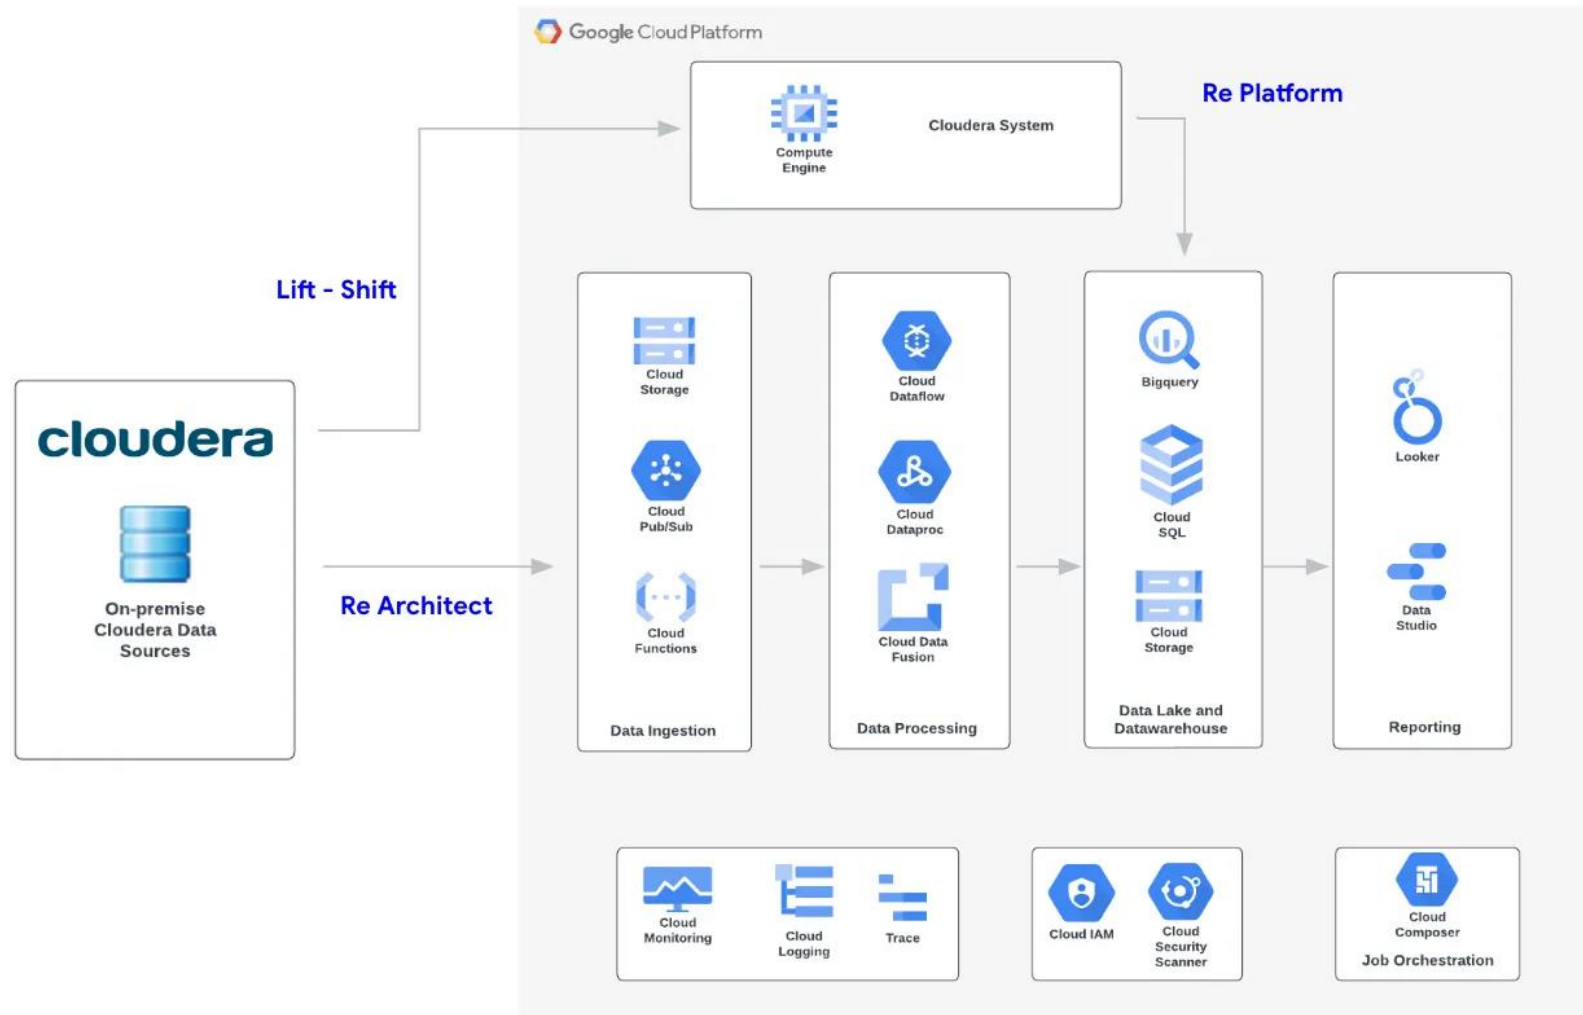 Google Cloud Platform
Re Platform
Cloudera System
Compute
Engine
Lift - Shift
cloudera
On-premise
Cloudera Data
Sources
Re Architect
Cloud
Storage
Cloud
Pub/Sub
Cloud
Functions
Data Ingestion
Cloud
Dataflow
Cloud
Dataproc
Cloud Data
Fusion
Data Processing
Bigquery
Cloud
SQL
Cloud
Storage
Data Lake and
Datawarehouse
Looker
Data
Studio
Reporting
Cloud
Monitoring
Cloud
Logging
Trace
Cloud IAM
Cloud
Security
Scanner
Cloud
Composer
Job Orchestration